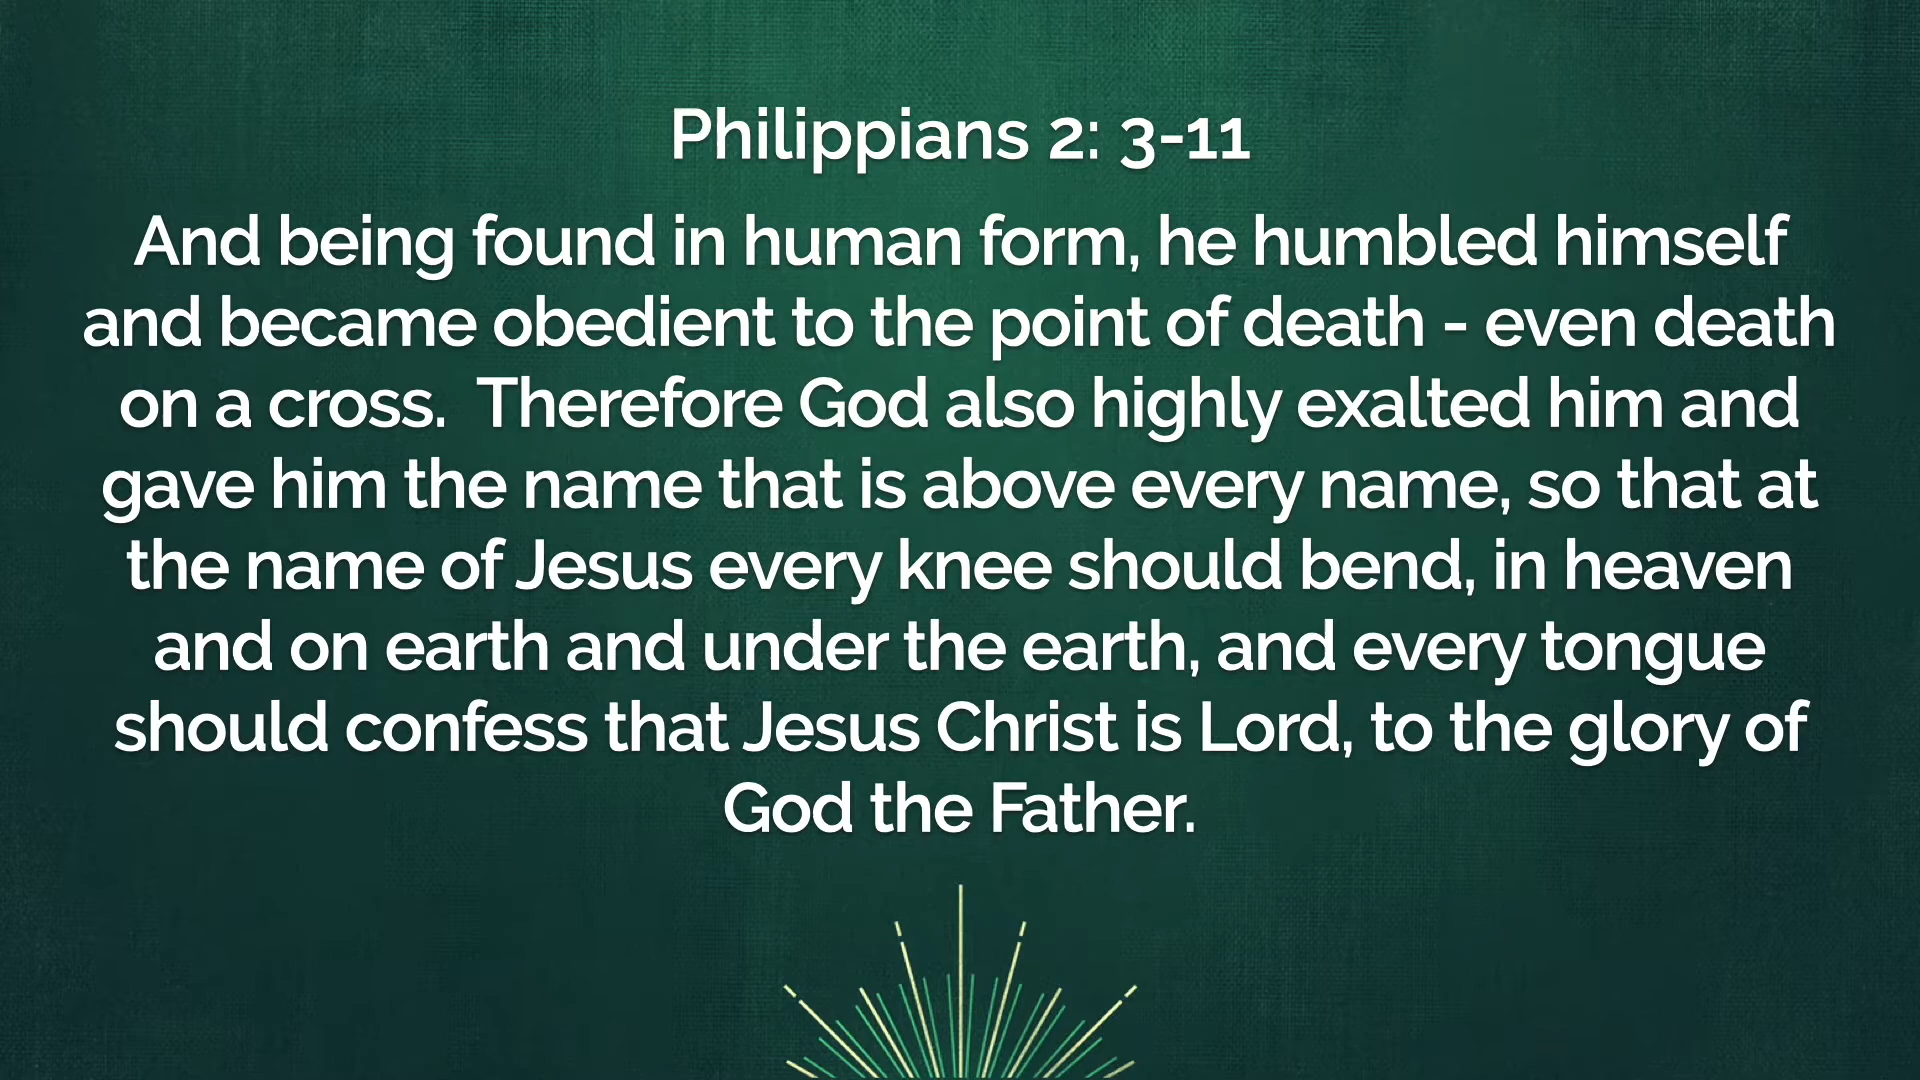 Philippians 2: 3-11
And being found in human form, he humbled himself
and became obedient to the point of death - even death
on a cross.  Therefore God also highly exalted him and
gave him the name that is above every name, so that at
the name of Jesus every knee should bend, in heaven
and on earth and under the earth, and every tongue
should confess that Jesus Christ is Lord, to the glory of
God the Father.